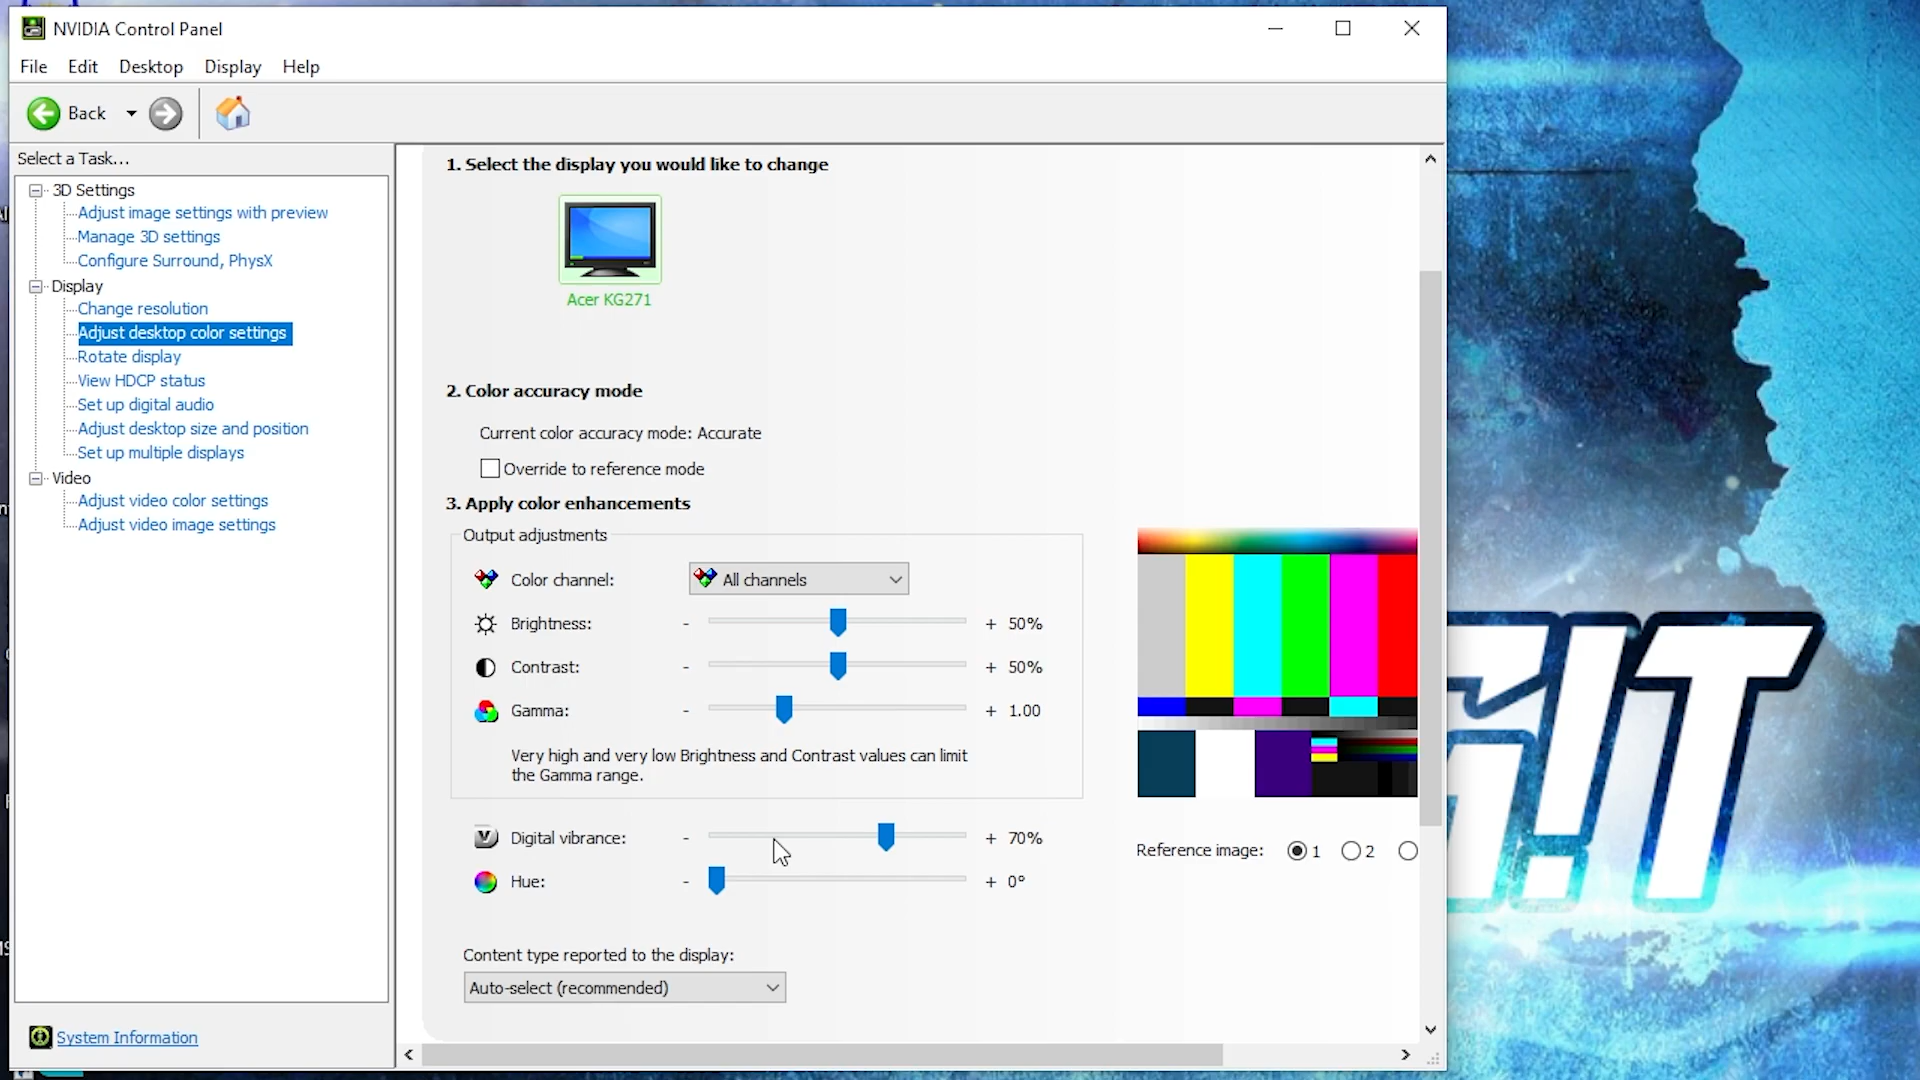 NVIDIA Control Panel
File Edit Desktop Display Help
Back
Select a Task...
3D Settings
Adjust image settings with preview
Manage 3D settings
Configure Surround, PhysX
Display
Change resolution
Adjust desktop color settings
Rotate display
View HDCP status
Set up digital audio
Adjust desktop size and position
Set up multiple displays
Video
Adjust video color settings
Adjust video image settings
System Information
1. Select the display you would like to change
Acer KG271
2. Color accuracy mode
Current color accuracy mode: Accurate
Override to reference mode
3. Apply color enhancements
Output adjustments
Color channel: All channels
Brightness: - + 50%
Contrast: - + 50%
Gamma: - + 1.00
Very high and very low Brightness and Contrast values can limit
the Gamma range.
Digital vibrance: - + 70%
Hue: - + 0°
Reference image: 1 2
Content type reported to the display:
Auto-select (recommended)